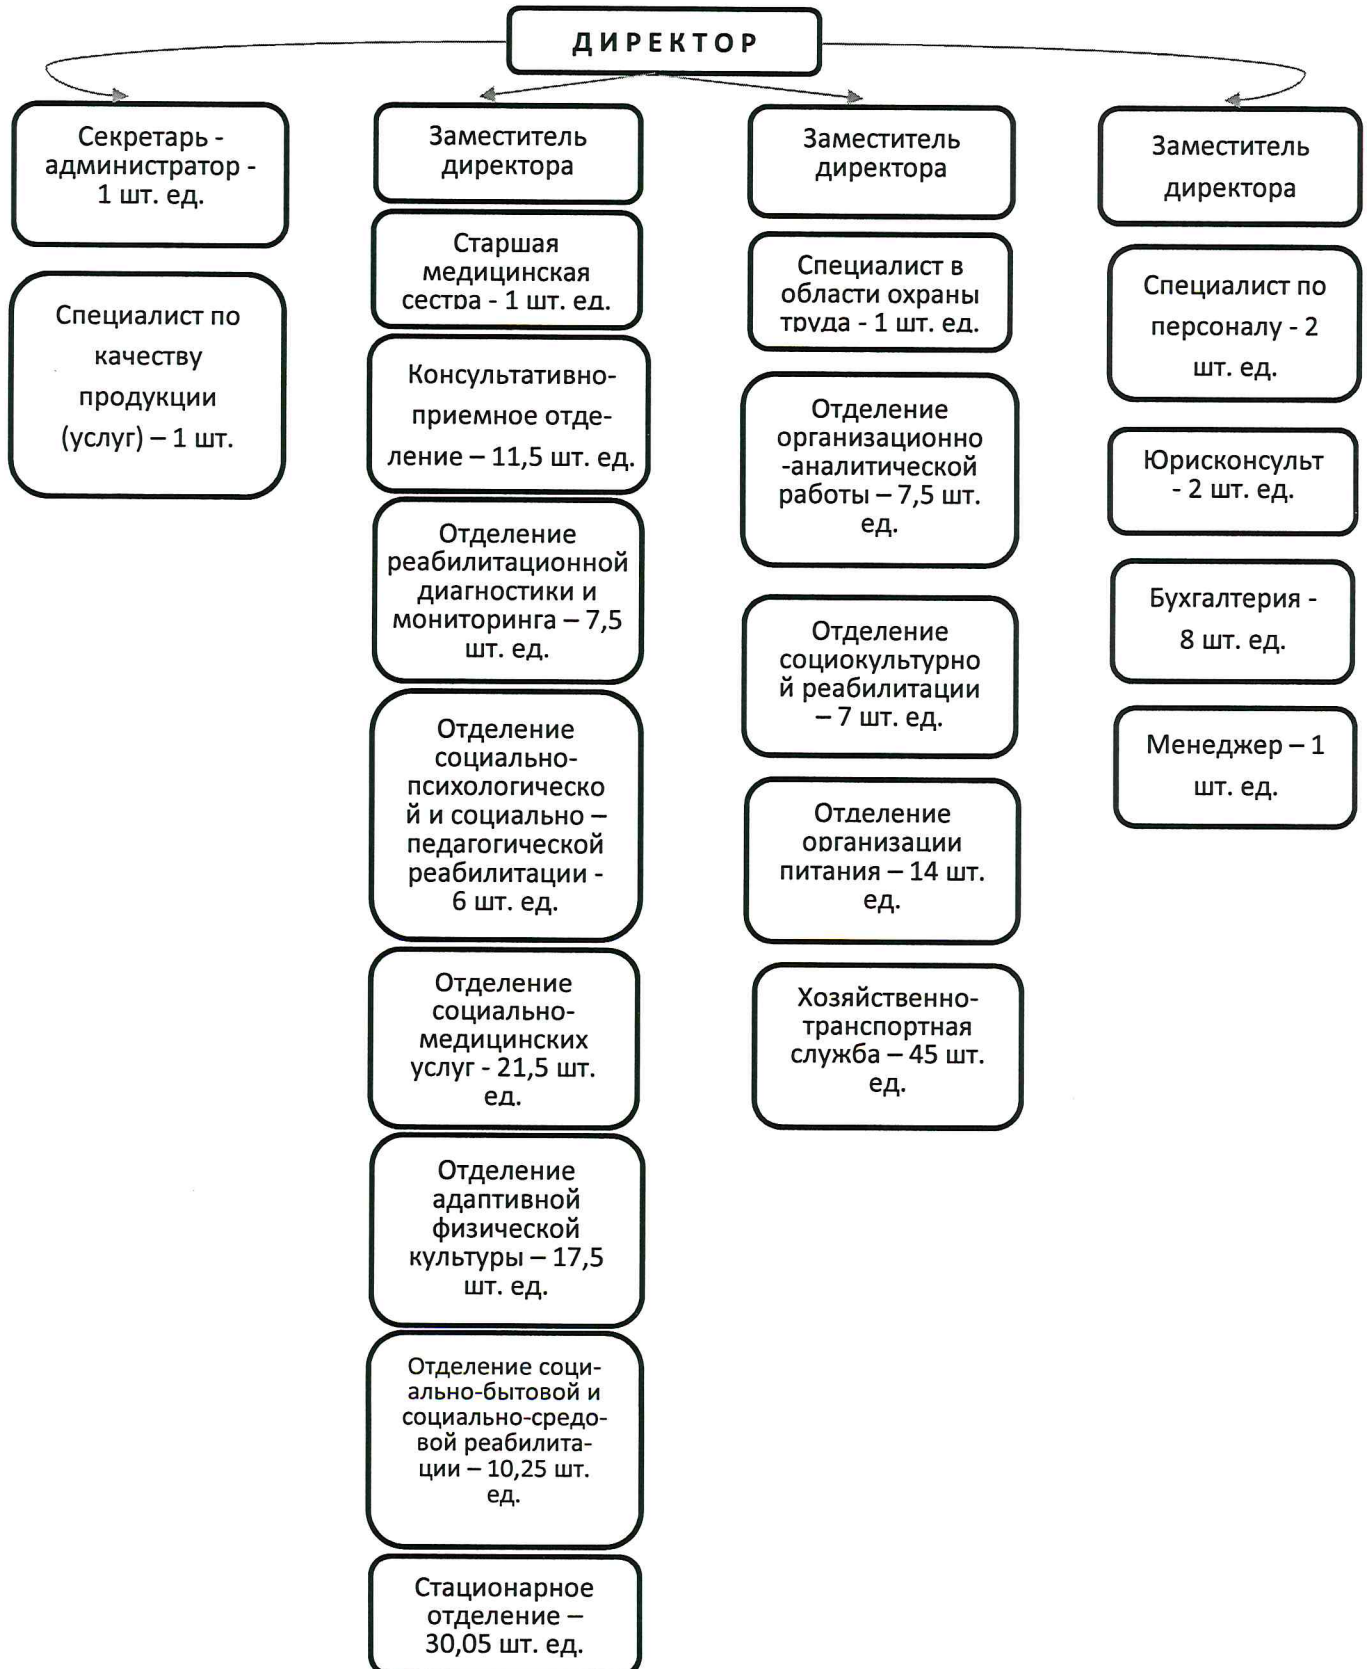 ДИРЕКТОР
Секретарь -
администратор -
1 шт. ед.
Специалист по
качеству
продукции
(услуг) – 1 шт.
Заместитель
директора
Старшая
медицинская
сестра - 1 шт. ед.
Консультативно-
приемное отде-
ление – 11,5 шт. ед.
Отделение
реабилитационной
диагностики и
мониторинга – 7,5
шт. ед.
Отделение
социально-
психологическо
й и социально –
педагогической
реабилитации -
6 шт. ед.
Отделение
социально-
медицинских
услуг - 21,5 шт.
ед.
Отделение
адаптивной
физической
культуры – 17,5
шт. ед.
Отделение соци-
ально-бытовой и
социально-средо-
вой реабилита-
ции – 10,25 шт.
ед.
Стационарное
отделение –
30,05 шт. ед.
Заместитель
директора
Специалист в
области охраны
труда - 1 шт. ед.
Отделение
организационно
-аналитической
работы – 7,5 шт.
ед.
Отделение
социокультурно
й реабилитации
– 7 шт. ед.
Отделение
организации
питания – 14 шт.
ед.
Хозяйственно-
транспортная
служба – 45 шт.
ед.
Заместитель
директора
Специалист по
персоналу - 2
шт. ед.
Юрисконсульт
- 2 шт. ед.
Бухгалтерия -
8 шт. ед.
Менеджер – 1
шт. ед.